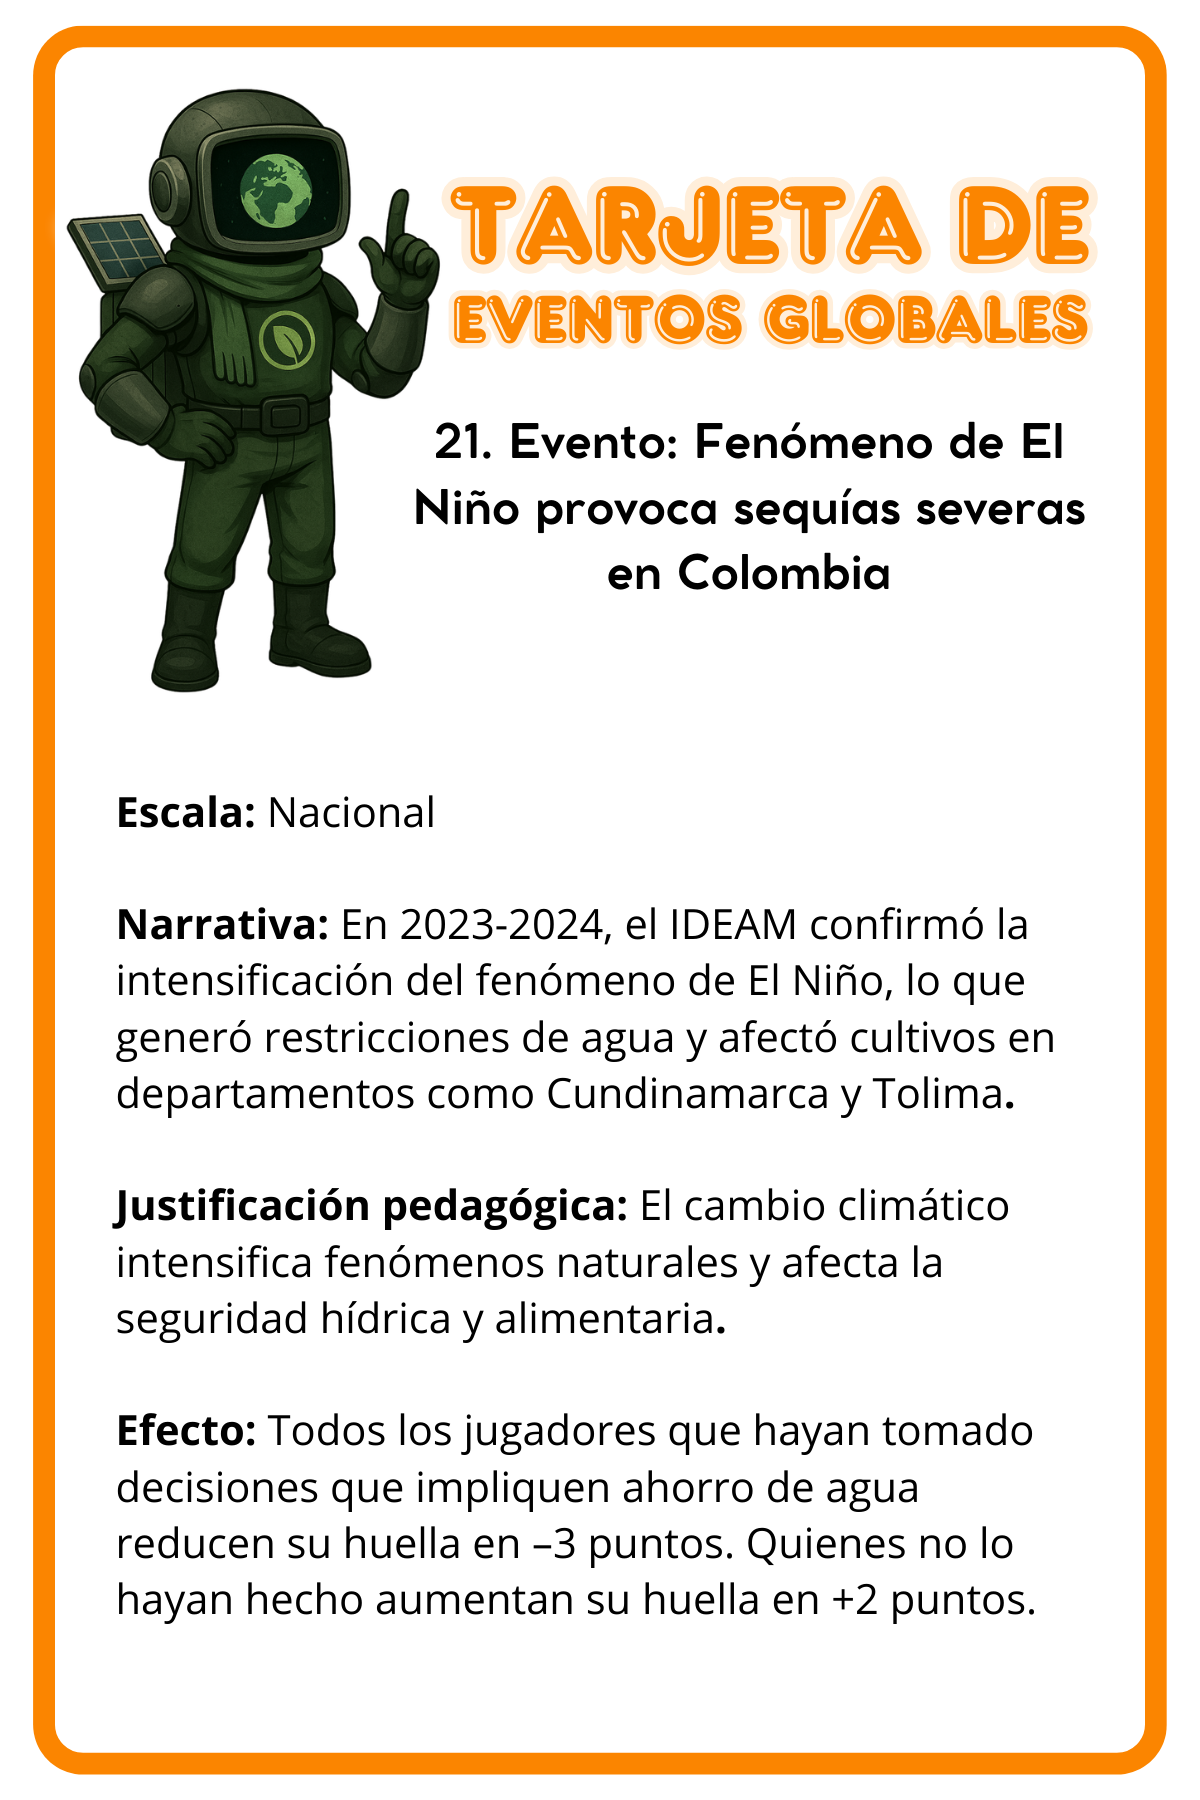 TARJETA DE
EVENTOS GLOBALES
21. Evento: Fenómeno de El
Niño provoca sequías severas
en Colombia
Escala: Nacional
Narrativa: En 2023-2024, el IDEAM confirmó la
intensificación del fenómeno de El Niño, lo que
generó restricciones de agua y afectó cultivos en
departamentos como Cundinamarca y Tolima.
Justificación pedagógica: El cambio climático
intensifica fenómenos naturales y afecta la
seguridad hídrica y alimentaria.
Efecto: Todos los jugadores que hayan tomado
decisiones que impliquen ahorro de agua
reducen su huella en –3 puntos. Quienes no lo
hayan hecho aumentan su huella en +2 puntos.